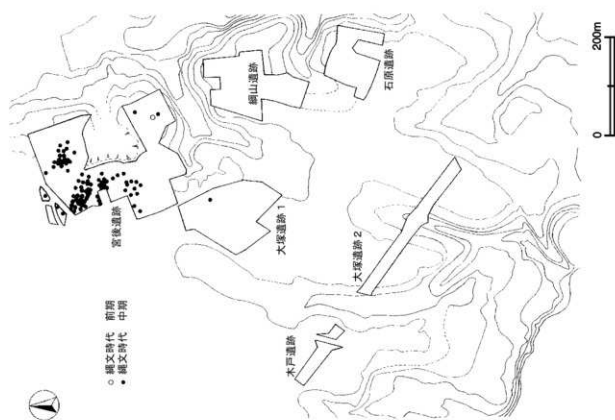 200m
0
石原遺跡
綱山遺跡
宮後遺跡
大塚遺跡 1
大塚遺跡 2
木戸遺跡
○ 縄文時代 前期
● 縄文時代 中期